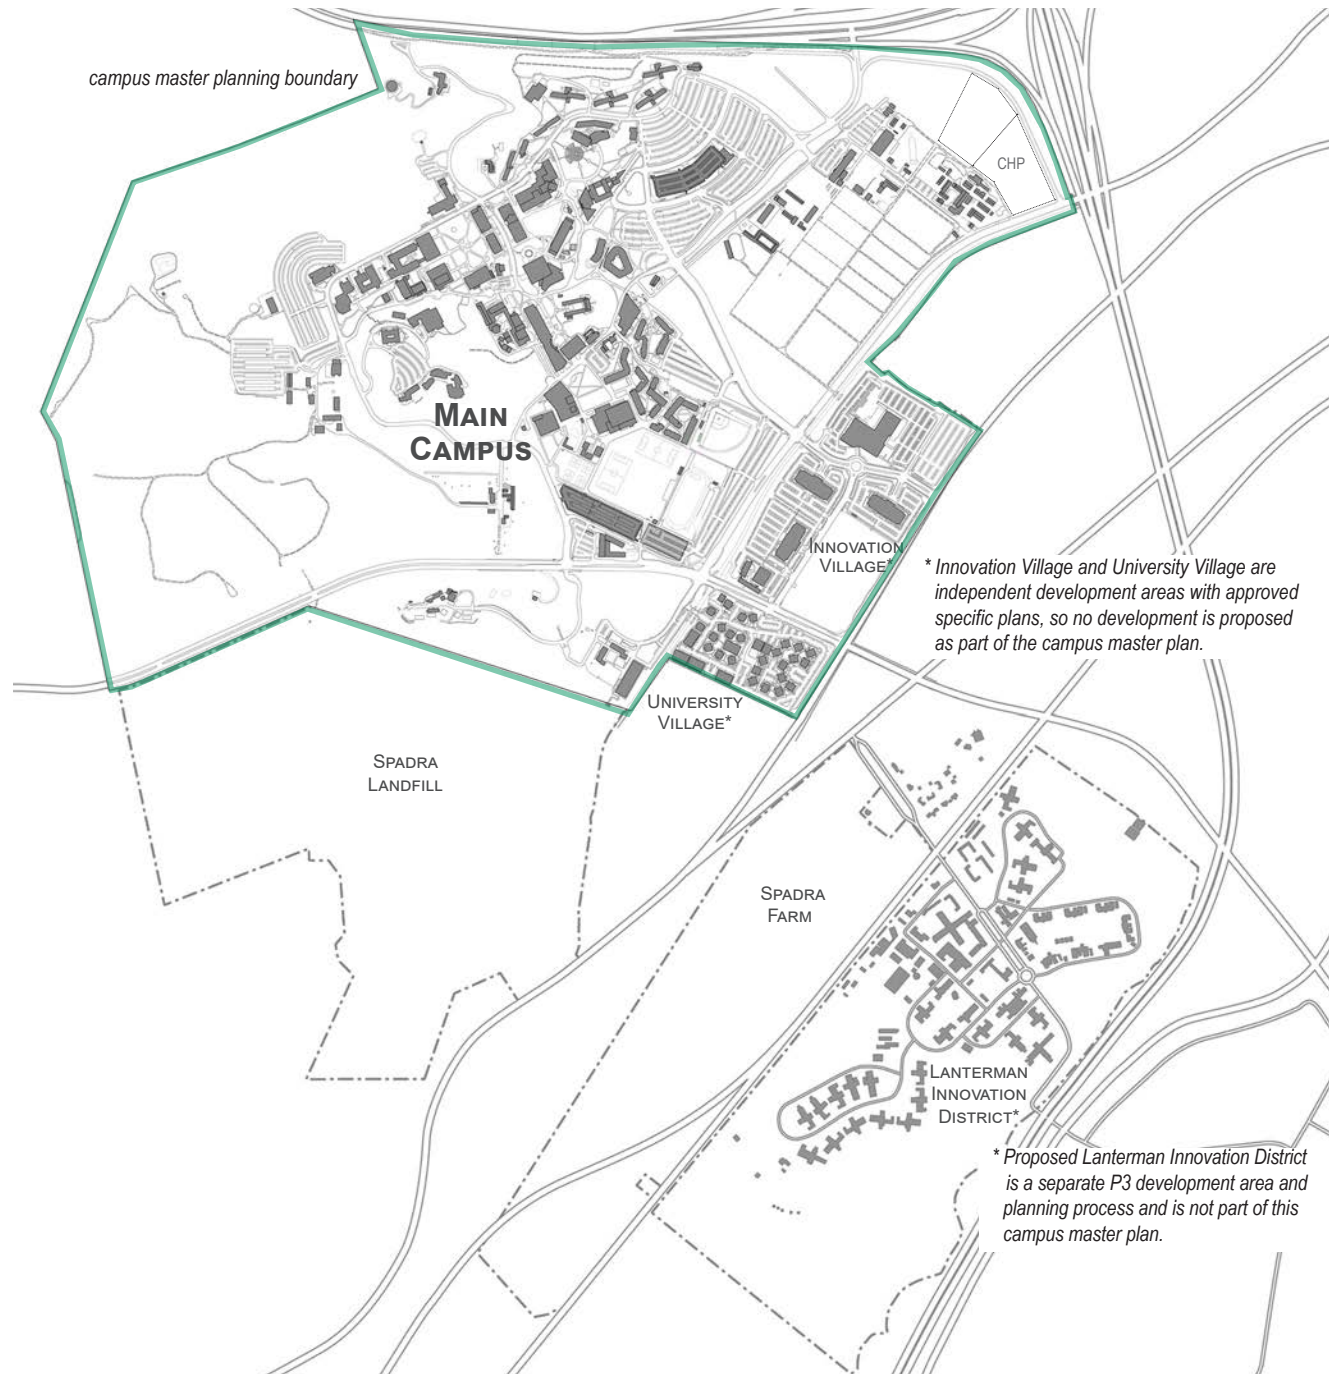 campus master planning boundary
CHP
MAIN
CAMPUS
INNOVATION
VILLAGE*
* Innovation Village and University Village are
independent development areas with approved
specific plans, so no development is proposed
as part of the campus master plan.
UNIVERSITY
VILLAGE*
SPADRA
LANDFILL
SPADRA
FARM
LANTERMAN
INNOVATION
DISTRICT*
* Proposed Lanterman Innovation District
is a separate P3 development area and
planning process and is not part of this
campus master plan.